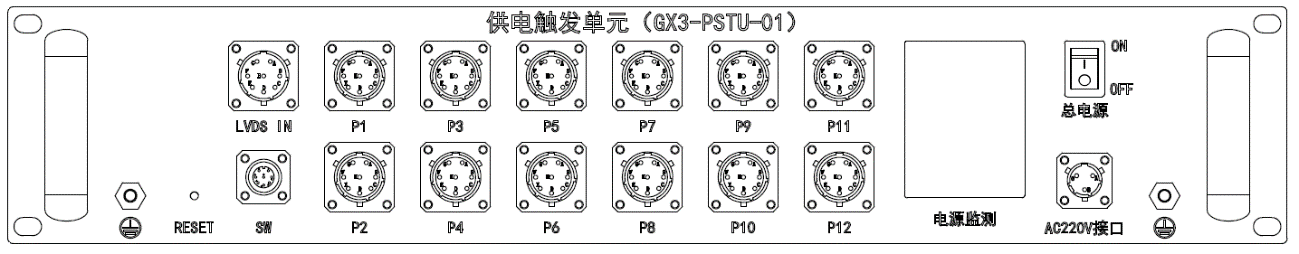 供电触发单元（GX3-PSTU-01）
ON
OFF
总电源
LVDS IN
P1
P3
P5
P7
P9
P11
RESET
SW
P2
P4
P6
P8
P10
P12
电源监测
AC220V接口